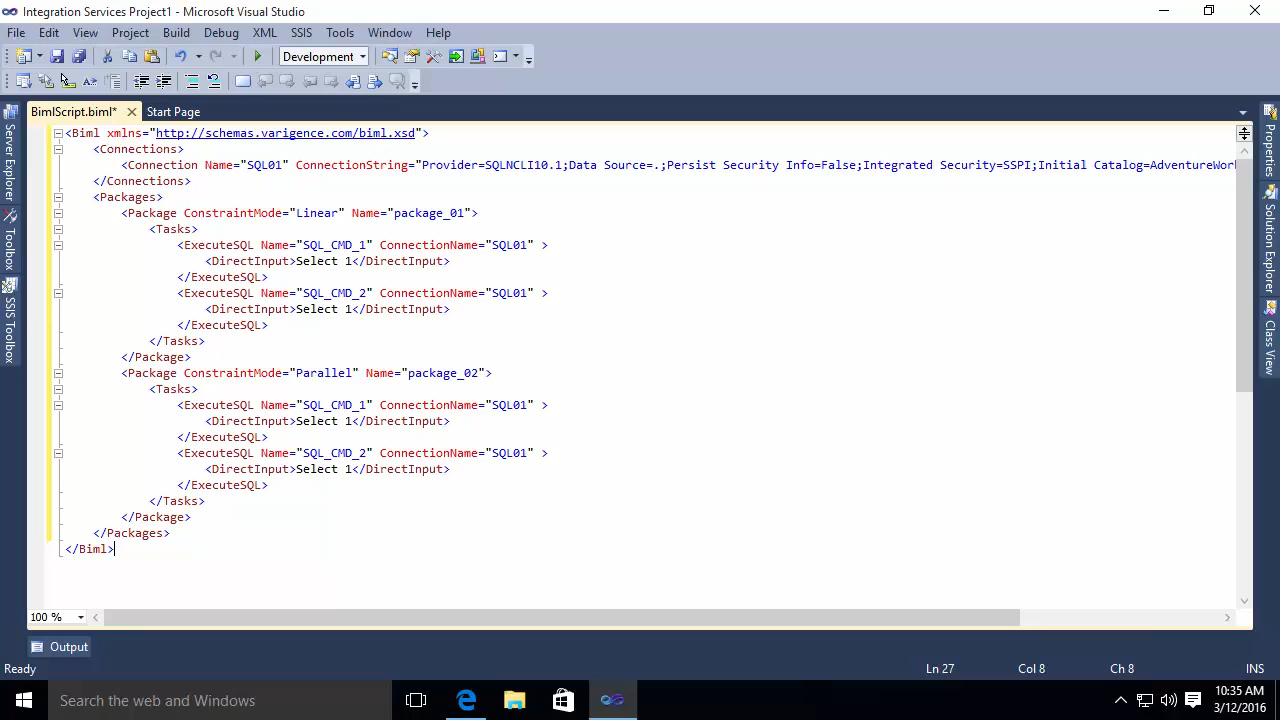 Integration Services Project1 - Microsoft Visual Studio
File Edit View Project Build Debug XML SSIS Tools Window Help
Development
BimlScript.biml* Start Page
<Biml xmlns="http://schemas.varigence.com/biml.xsd">
<Connections>
<Connection Name="SQL01" ConnectionString="Provider=SQLNCLI10.1;Data Source=.;Persist Security Info=False;Integrated Security=SSPI;Initial Catalog=AdventureWork
</Connections>
<Packages>
<Package ConstraintMode="Linear" Name="package_01">
<Tasks>
<ExecuteSQL Name="SQL_CMD_1" ConnectionName="SQL01" >
<DirectInput>Select 1</DirectInput>
</ExecuteSQL>
<ExecuteSQL Name="SQL_CMD_2" ConnectionName="SQL01" >
<DirectInput>Select 1</DirectInput>
</ExecuteSQL>
</Tasks>
</Package>
<Package ConstraintMode="Parallel" Name="package_02">
<Tasks>
<ExecuteSQL Name="SQL_CMD_1" ConnectionName="SQL01" >
<DirectInput>Select 1</DirectInput>
</ExecuteSQL>
<ExecuteSQL Name="SQL_CMD_2" ConnectionName="SQL01" >
<DirectInput>Select 1</DirectInput>
</ExecuteSQL>
</Tasks>
</Package>
</Packages>
</Biml>
Server Explorer
Toolbox
SSIS Toolbox
Properties
Solution Explorer
Class View
100 %
Output
Ready Ln 27 Col 8 Ch 8 INS
Search the web and Windows
10:35 AM
3/12/2016